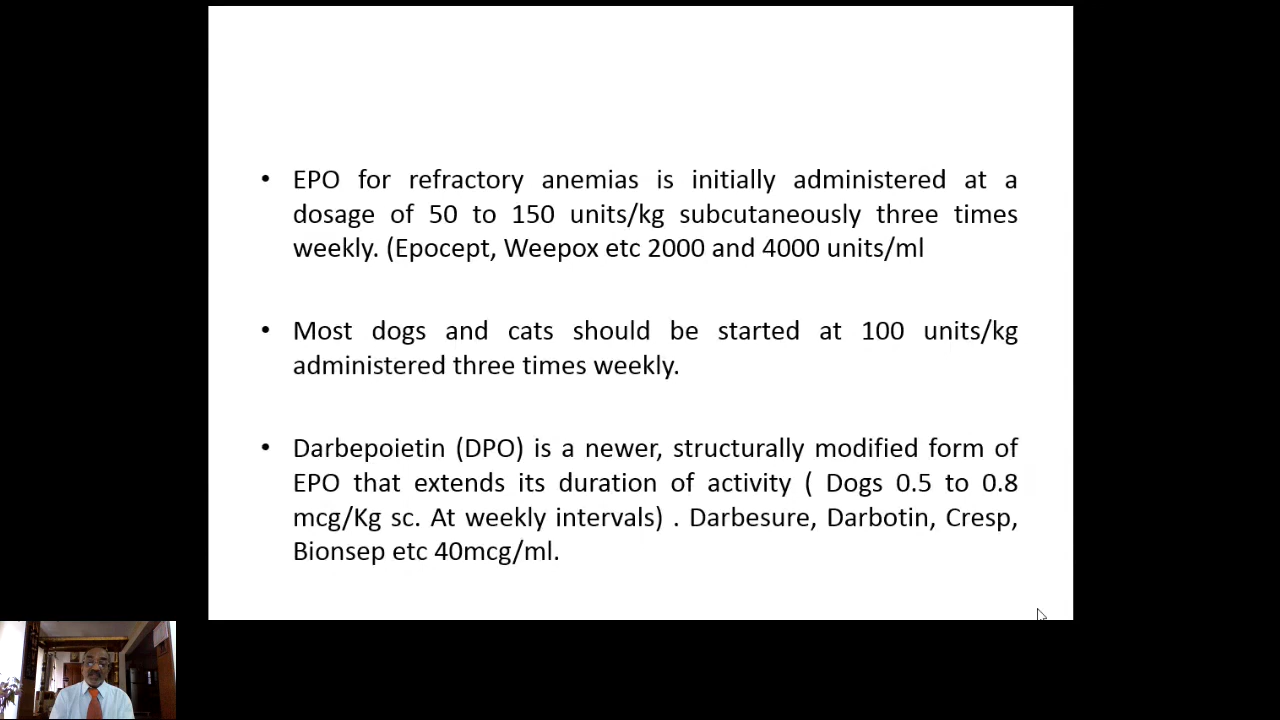 • EPO for refractory anemias is initially administered at a
dosage of 50 to 150 units/kg subcutaneously three times
weekly. (Epocept, Weepox etc 2000 and 4000 units/ml
• Most dogs and cats should be started at 100 units/kg
administered three times weekly.
• Darbepoietin (DPO) is a newer, structurally modified form of
EPO that extends its duration of activity ( Dogs 0.5 to 0.8
mcg/Kg sc. At weekly intervals) . Darbesure, Darbotin, Cresp,
Bionsep etc 40mcg/ml.